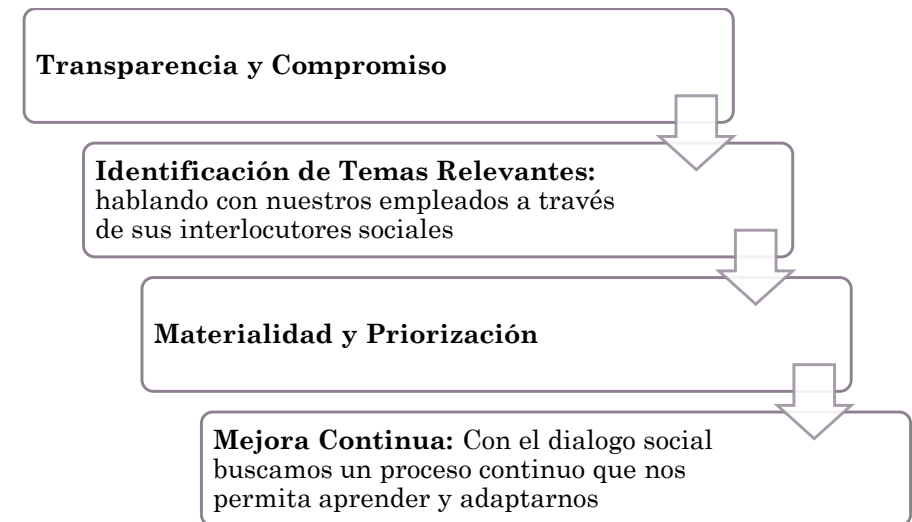 Transparencia y Compromiso
Identificación de Temas Relevantes:
hablando con nuestros empleados a través
de sus interlocutores sociales
Materialidad y Priorización
Mejora Continua: Con el dialogo social
buscamos un proceso continuo que nos
permita aprender y adaptarnos